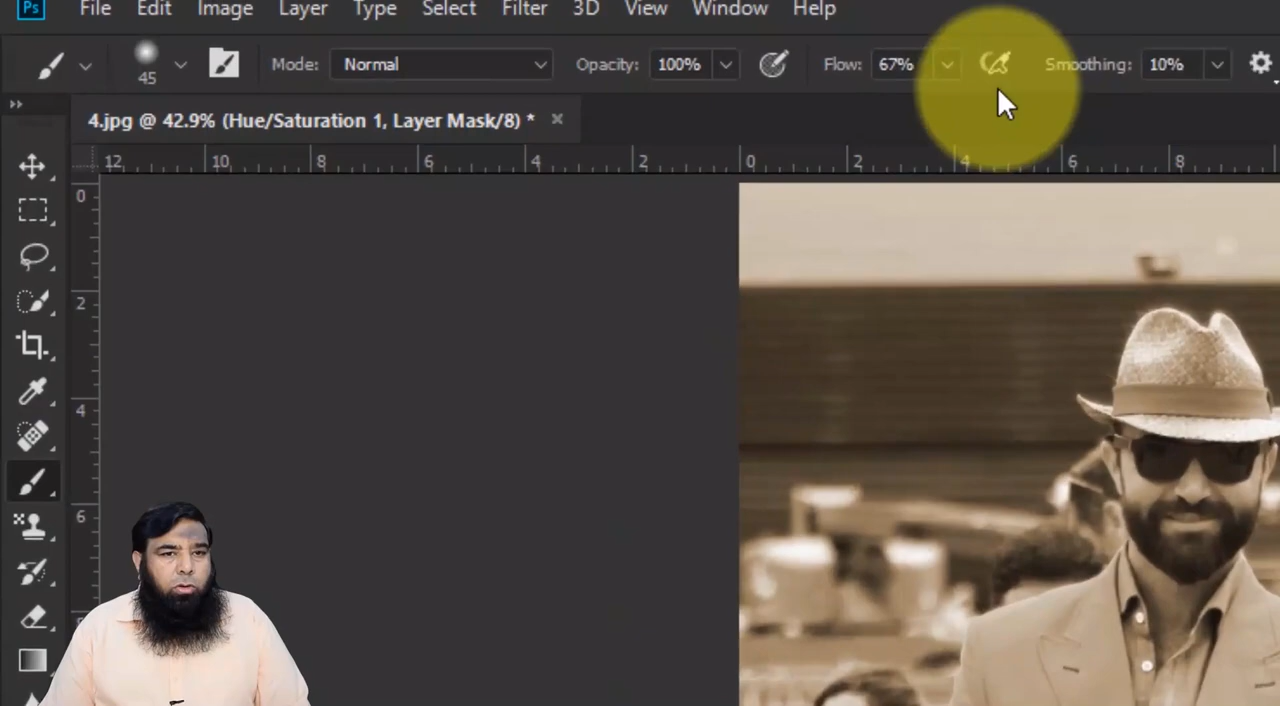 Ps File Edit Image Layer Type Select Filter 3D View Window Help
45 Mode: Normal Opacity: 100% Flow: 67% Smoothing: 10%
4.jpg @ 42.9% (Hue/Saturation 1, Layer Mask/8) *
12 10 8 6 4 2 0 2 4 6 8
0
2
4
6